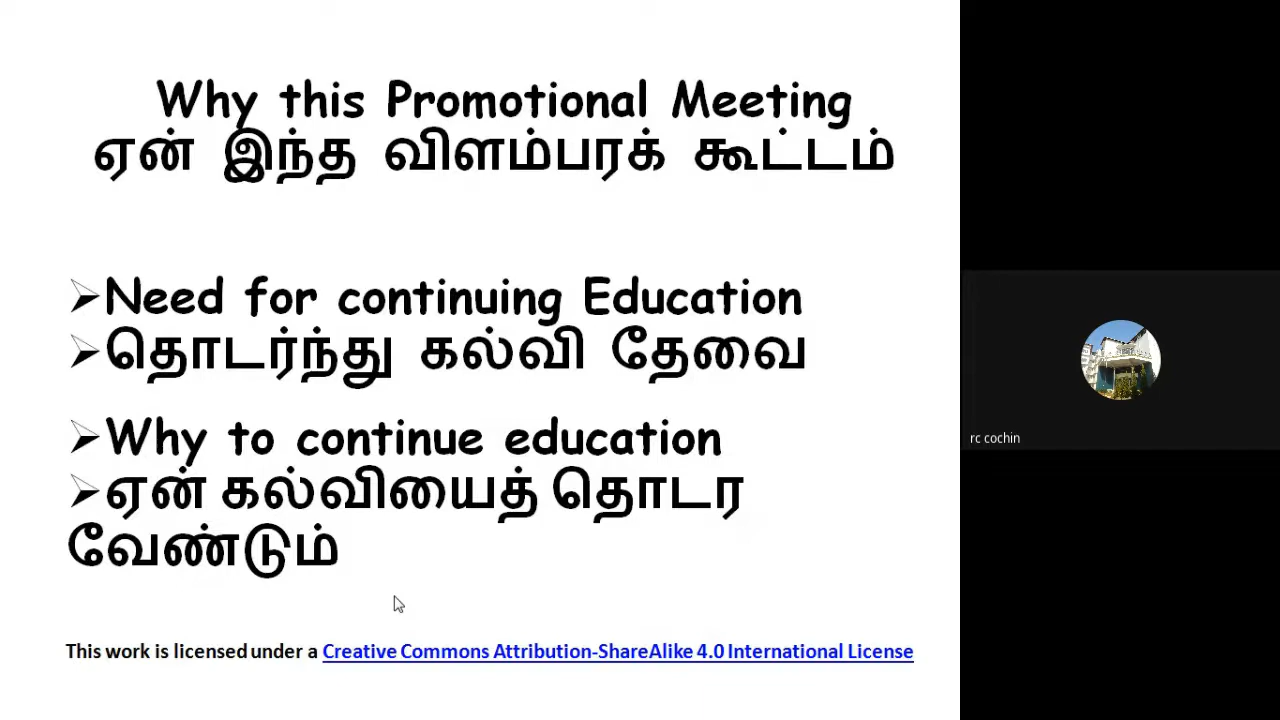 Why this Promotional Meeting
ஏன் இந்த விளம்பரக் கூட்டம்
➢Need for continuing Education
➢தொடர்ந்து கல்வி தேவை
➢Why to continue education
➢ஏன் கல்வியைத் தொடர
வேண்டும்
This work is licensed under a Creative Commons Attribution-ShareAlike 4.0 International License
rc cochin